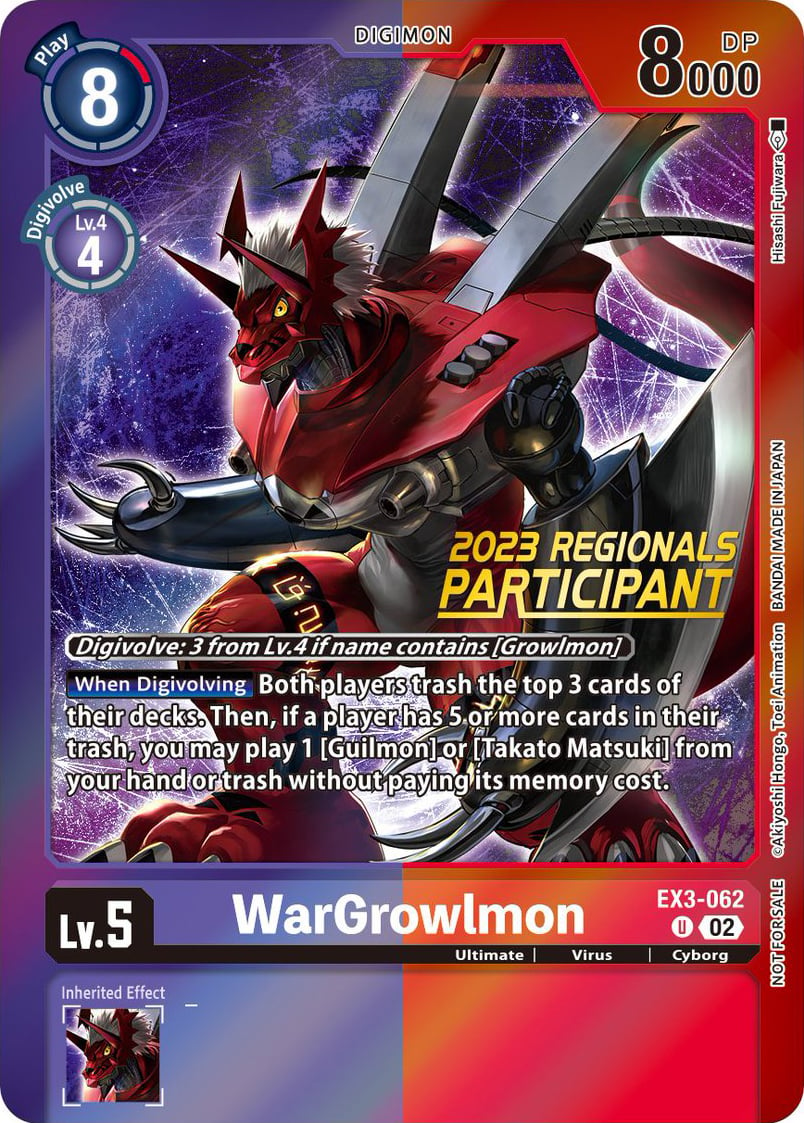 Play
8
DIGIMON
DP
8000
Digivolve
Lv.4
4
Hisashi Fujiwara
2023 REGIONALS
PARTICIPANT
Digivolve: 3 from Lv.4 if name contains [Growlmon]
When Digivolving Both players trash the top 3 cards of
their decks. Then, if a player has 5 or more cards in their
trash, you may play 1 [Guilmon] or [Takato Matsuki] from
your hand or trash without paying its memory cost.
©Akiyoshi Hongo, Toei Animation BANDAI MADE IN JAPAN
NOT FOR SALE
Lv.5
WarGrowlmon
EX3-062
U 02
Ultimate | Virus | Cyborg
Inherited Effect –